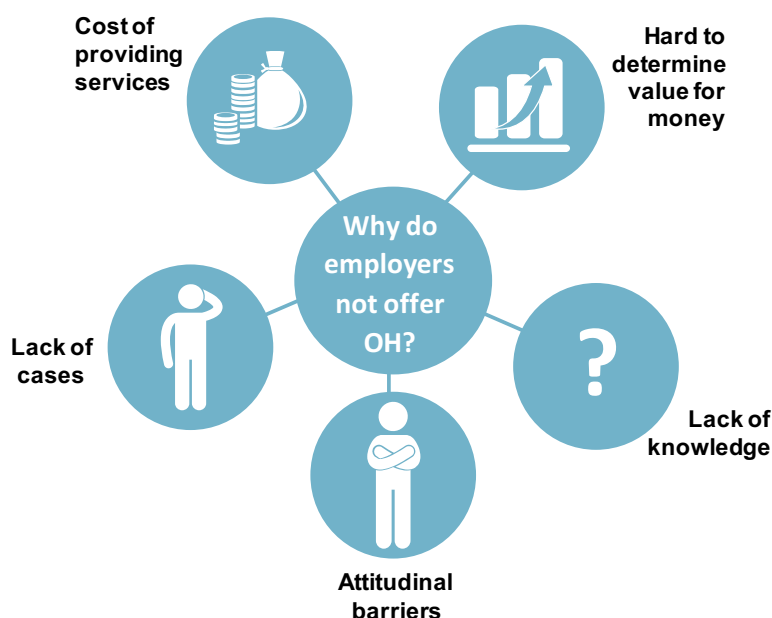 Cost of
providing
services
Hard to
determine
value for
money
Why do
employers
not offer
OH?
Lack of
cases
?
Lack of
knowledge
Attitudinal
barriers